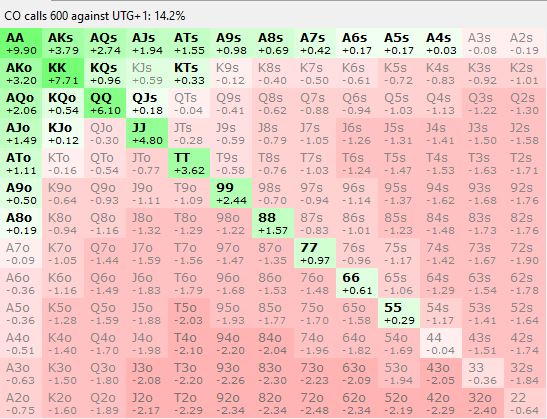 CO calls 600 against UTG+1: 14.2%
AA AKs AQs AJs ATs A9s A8s A7s A6s A5s A4s A3s A2s
+9.90 +3.79 +2.74 +1.94 +1.55 +0.98 +0.69 +0.42 +0.17 +0.17 +0.03 -0.08 -0.19
AKo KK KQs KJs KTs K9s K8s K7s K6s K5s K4s K3s K2s
+3.20 +7.71 +0.96 +0.59 +0.33 -0.12 -0.40 -0.50 -0.61 -0.72 -0.83 -0.92 -1.01
AQo KQo QQ QJs QTs Q9s Q8s Q7s Q6s Q5s Q4s Q3s Q2s
+2.06 +0.54 +6.10 +0.18 -0.04 -0.41 -0.62 -0.88 -0.94 -1.03 -1.13 -1.22 -1.30
AJo KJo QJo JJ JTs J9s J8s J7s J6s J5s J4s J3s J2s
+1.49 +0.12 -0.30 +4.80 -0.28 -0.59 -0.79 -1.05 -1.26 -1.31 -1.41 -1.50 -1.58
ATo KTo QTo JTo TT T9s T8s T7s T6s T5s T4s T3s T2s
+1.11 -0.16 -0.54 -0.77 +3.62 -0.58 -0.76 -1.03 -1.24 -1.47 -1.53 -1.63 -1.71
A9o K9o Q9o J9o T9o 99 98s 97s 96s 95s 94s 93s 92s
+0.50 -0.64 -0.93 -1.11 -1.09 +2.44 -0.70 -0.94 -1.14 -1.37 -1.62 -1.68 -1.76
A8o K8o Q8o J8o T8o 98o 88 87s 86s 85s 84s 83s 82s
+0.19 -0.94 -1.16 -1.32 -1.29 -1.22 +1.57 -0.83 -1.01 -1.23 -1.48 -1.73 -1.76
A7o K7o Q7o J7o T7o 97o 87o 77 76s 75s 74s 73s 72s
-0.09 -1.05 -1.44 -1.59 -1.56 -1.47 -1.35 +0.97 -0.96 -1.17 -1.42 -1.67 -1.90
A6o K6o Q6o J6o T6o 96o 86o 76o 66 65s 64s 63s 62s
-0.36 -1.16 -1.49 -1.83 -1.79 -1.68 -1.53 -1.48 +0.61 -1.06 -1.29 -1.54 -1.78
A5o K5o Q5o J5o T5o 95o 85o 75o 65o 55 54s 53s 52s
-0.36 -1.28 -1.59 -1.88 -2.03 -1.93 -1.77 -1.70 -1.58 +0.29 -1.17 -1.41 -1.64
A4o K4o Q4o J4o T4o 94o 84o 74o 64o 54o 44 43s 42s
-0.51 -1.40 -1.70 -1.98 -2.10 -2.20 -2.04 -1.96 -1.82 -1.69 -0.04 -1.51 -1.74
A3o K3o Q3o J3o T3o 93o 83o 73o 63o 53o 43o 33 32s
-0.63 -1.50 -1.80 -2.08 -2.20 -2.26 -2.30 -2.23 -2.09 -1.94 -2.05 -0.36 -1.84
A2o K2o Q2o J2o T2o 92o 82o 72o 62o 52o 42o 32o 22
-0.75 -1.60 -1.89 -2.17 -2.29 -2.34 -2.34 -2.48 -2.34 -2.19 -2.29 -2.40 -0.64